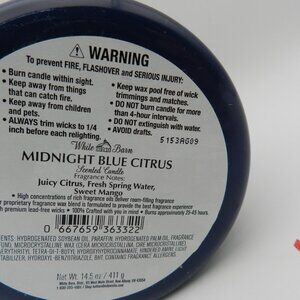 WARNING
To prevent FIRE, FLASHOVER and SERIOUS INJURY:
• Burn candle within sight.
• Keep away from things that can catch fire.
• Keep away from children and pets.
• ALWAYS trim wicks to 1/4 inch before each relighting.
• Keep wax pool free of wick trimmings and matches.
• DO NOT burn candle for more than 4 hours at a time.
• DO NOT extinguish with water.
• AVOID drafts.
5153AG09
White Barn
MIDNIGHT BLUE CITRUS
Scented Candle
Fragrance Notes:
Juicy Citrus, Fresh Spring Water,
Sweet Mango
• High concentrations of rich fragrance oils deliver room-filling fragrance
premium lead-free wicks • 100% Crafted with you in mind • Burns approximately 25-45 hours.
0 667659 363322
Net Wt. 14.5 oz / 411 g